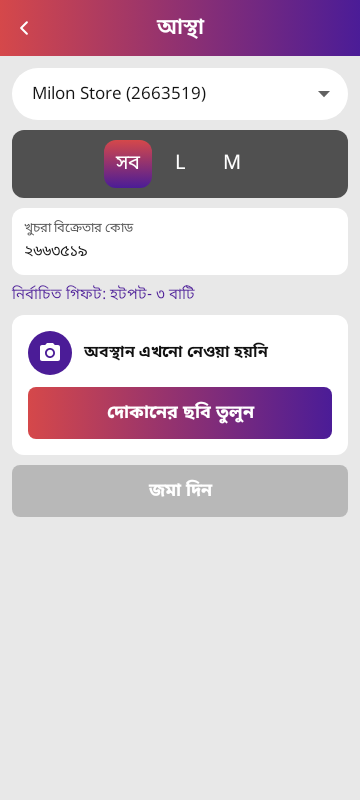 আস্থা
Milon Store (2663519)
সব L M
খুচরা বিক্রেতার কোড
২৬৬৩৫১৯
নির্বাচিত গিফট: হটপট- ৩ বাটি
অবস্থান এখনো নেওয়া হয়নি
দোকানের ছবি তুলুন
জমা দিন